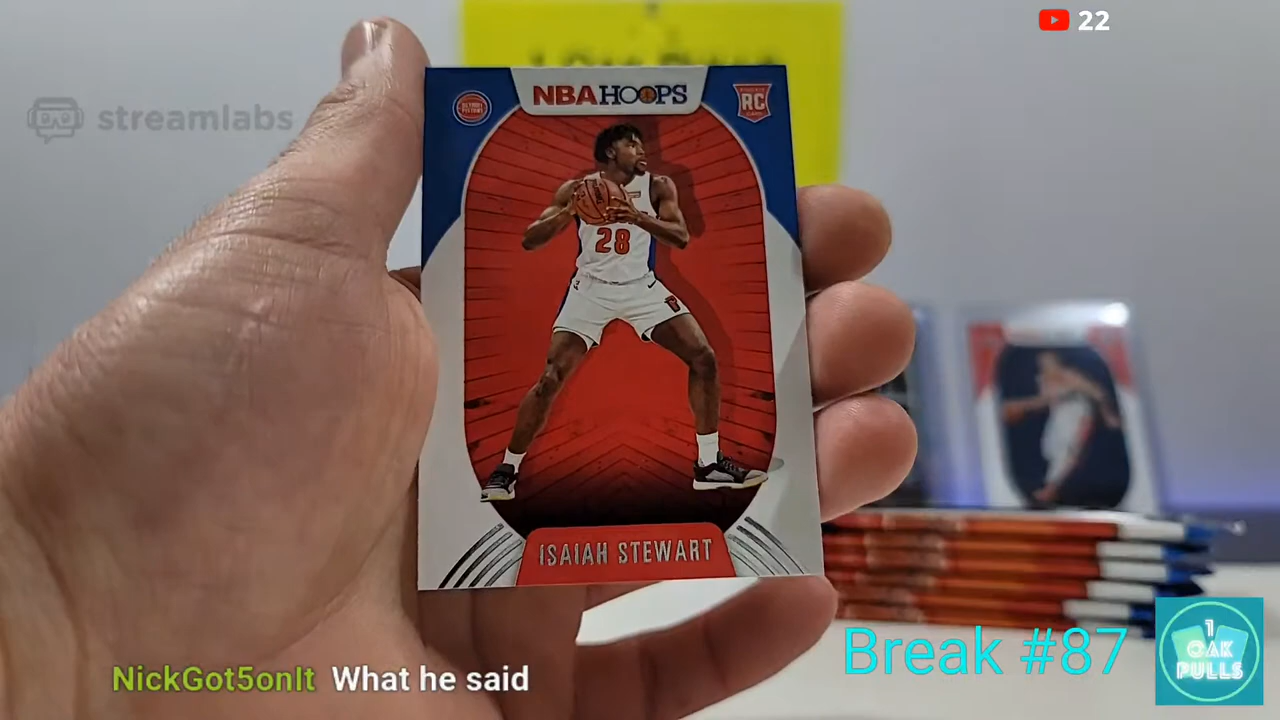 22
streamlabs
NBA HOOPS
RC
28
ISAIAH STEWART
Break #87
1
OAK
PULLS
NickGot5onIt What he said